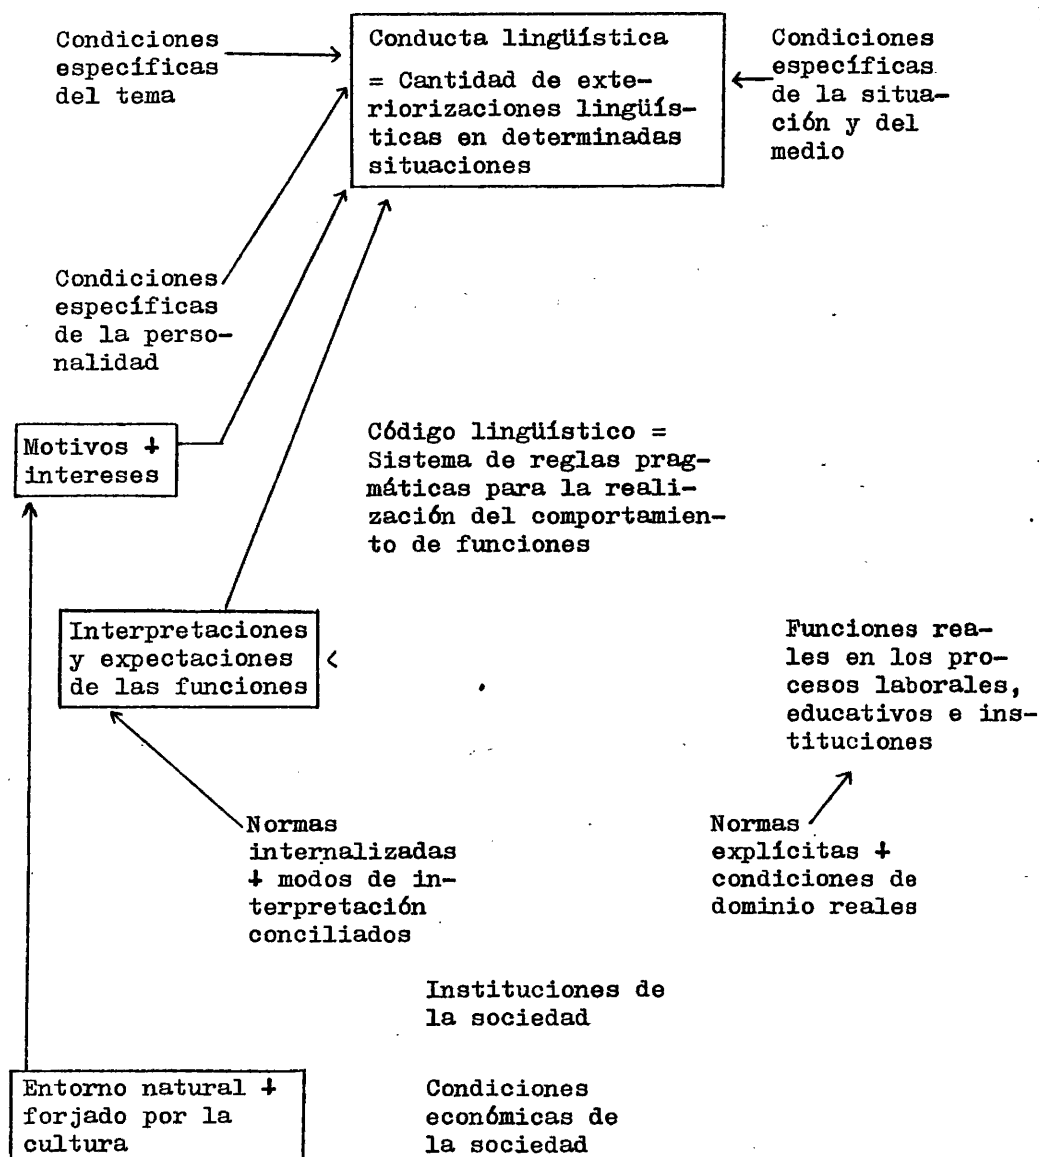 Condiciones
específicas
del tema
Conducta lingüística
= Cantidad de exte-
riorizaciones lingüís-
ticas en determinadas
situaciones
Condiciones
específicas
de la situa-
ción y del
medio
Condiciones
específicas
de la perso-
nalidad
Motivos +
intereses
Código lingüístico =
Sistema de reglas prag-
máticas para la reali-
zación del comportamien-
to de funciones
Interpretaciones
y expectaciones
de las funciones
Funciones rea-
les en los pro-
cesos laborales,
educativos e ins-
tituciones
Normas
internalizadas
+ modos de in-
terpretación
conciliados
Normas
explícitas +
condiciones de
dominio reales
Instituciones de
la sociedad
Entorno natural +
forjado por la
cultura
Condiciones
económicas de
la sociedad